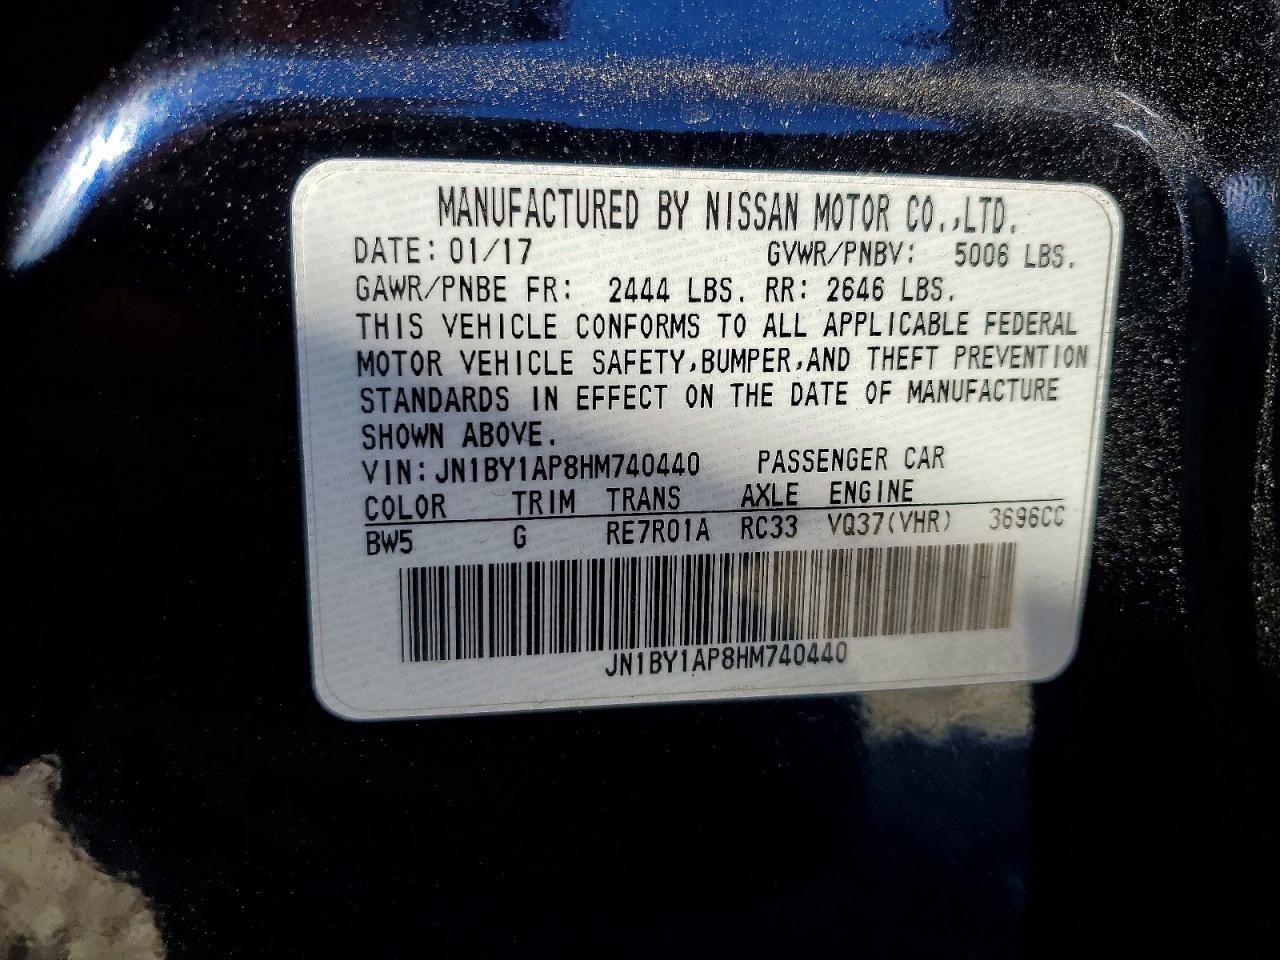 MANUFACTURED BY NISSAN MOTOR CO.,LTD.
DATE: 01/17 GVWR/PNBV: 5006 LBS.
GAWR/PNBE FR: 2444 LBS. RR: 2646 LBS.
THIS VEHICLE CONFORMS TO ALL APPLICABLE FEDERAL
MOTOR VEHICLE SAFETY,BUMPER,AND THEFT PREVENTION
STANDARDS IN EFFECT ON THE DATE OF MANUFACTURE
SHOWN ABOVE.
VIN:JN1BY1AP8HM740440 PASSENGER CAR
COLOR TRIM TRANS AXLE ENGINE
BW5 G RE7R01A RC33 VQ37(VHR) 3696CC
JN1BY1AP8HM740440